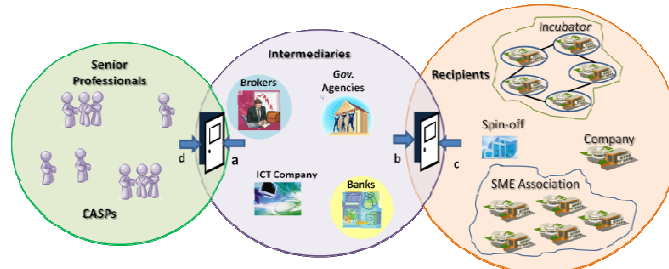 Senior
Professionals
CASPs
d
a
Intermediaries
Brokers
Gov.
Agencies
ICT Company
Banks
b
c
Recipients
Incubator
Spin-off
Company
SME Association